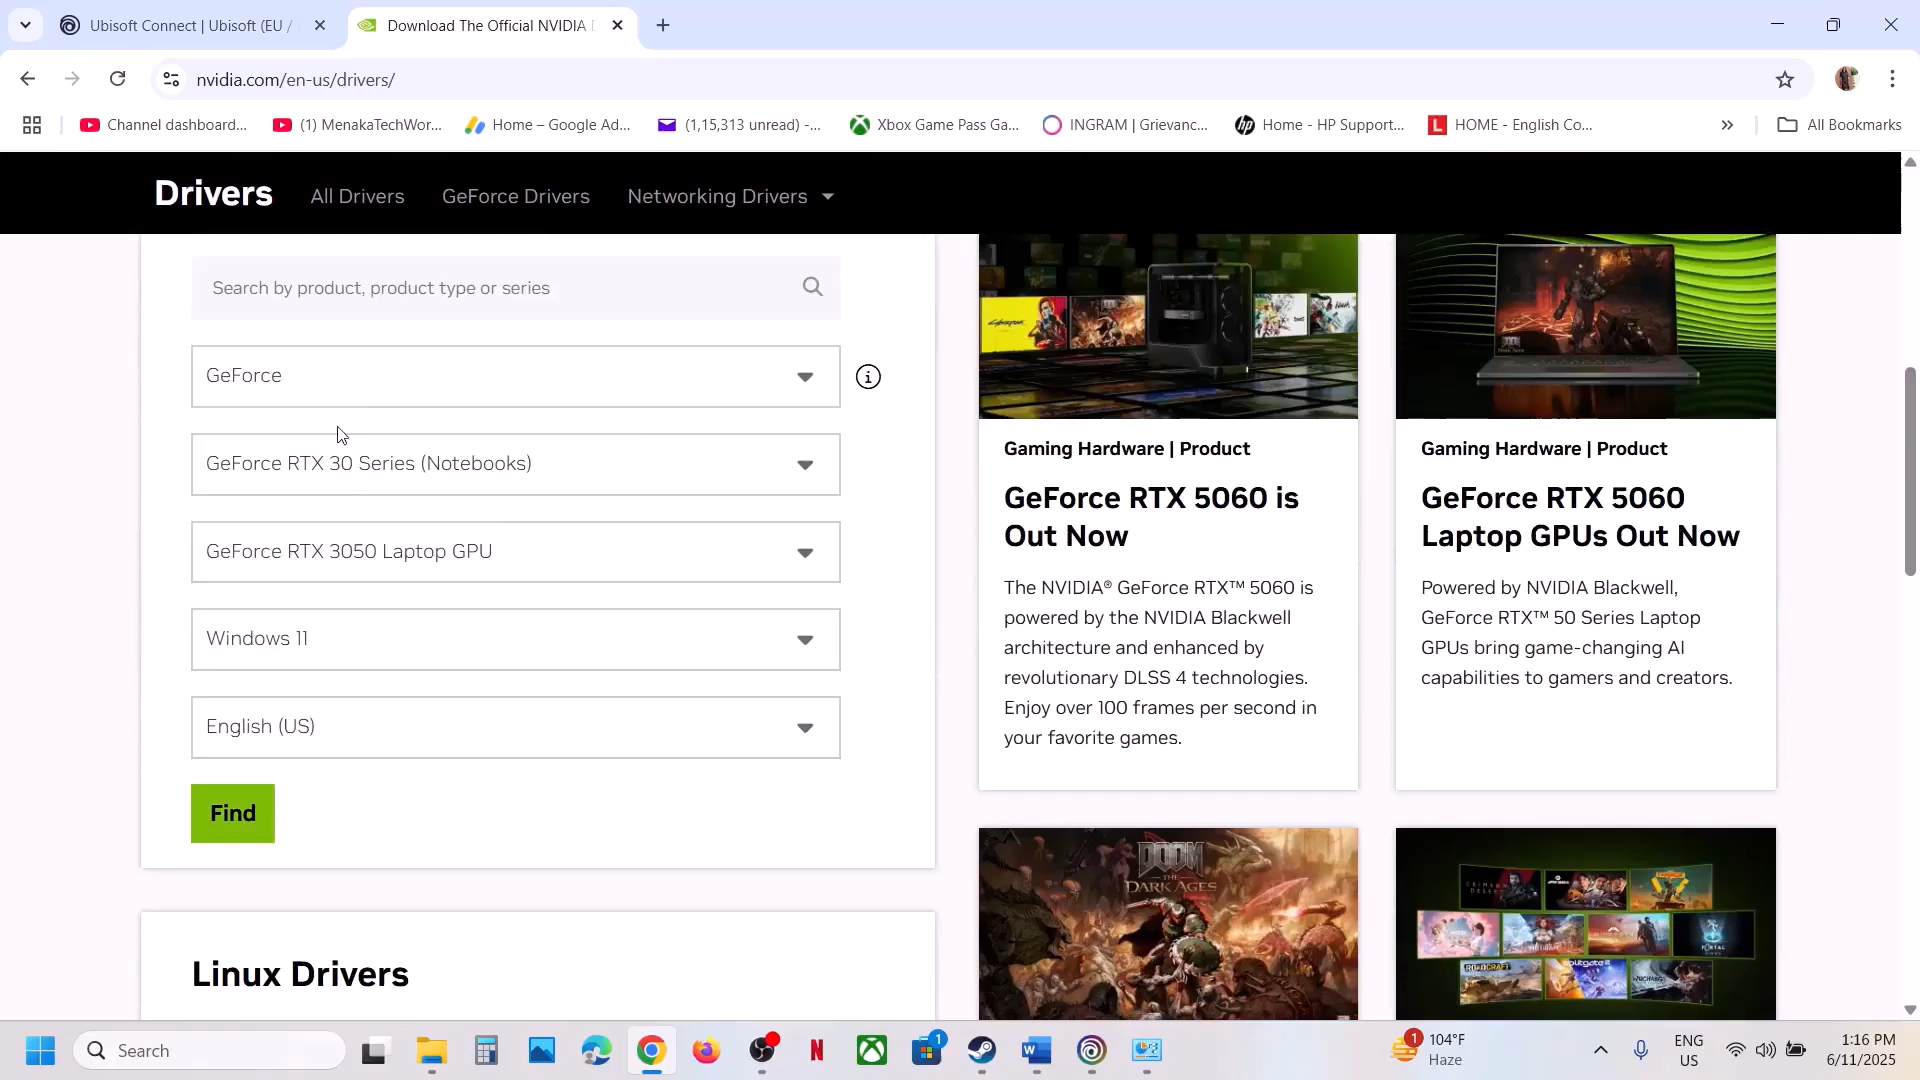 Ubisoft Connect | Ubisoft (EU /
Download The Official NVIDIA
nvidia.com/en-us/drivers/
Channel dashboard...
(1) MenakaTechWor...
Home – Google Ad...
(1,15,313 unread) -...
Xbox Game Pass Ga...
INGRAM | Grievanc...
Home - HP Support...
HOME - English Co...
All Bookmarks
Drivers
All Drivers
GeForce Drivers
Networking Drivers
Search by product, product type or series
GeForce
GeForce RTX 30 Series (Notebooks)
GeForce RTX 3050 Laptop GPU
Windows 11
English (US)
Find
Linux Drivers
Gaming Hardware | Product
GeForce RTX 5060 is
Out Now
The NVIDIA® GeForce RTX™ 5060 is
powered by the NVIDIA Blackwell
architecture and enhanced by
revolutionary DLSS 4 technologies.
Enjoy over 100 frames per second in
your favorite games.
Gaming Hardware | Product
GeForce RTX 5060
Laptop GPUs Out Now
Powered by NVIDIA Blackwell,
GeForce RTX™ 50 Series Laptop
GPUs bring game-changing AI
capabilities to gamers and creators.
DOOM
THE
DARK AGES
Search
1
1
104°F
Haze
ENG
US
1:16 PM
6/11/2025